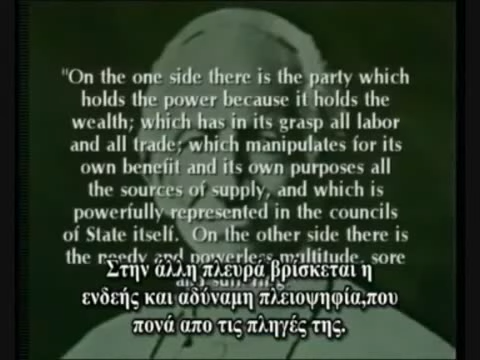 "On the one side there is the party which
holds the power because it holds the
wealth; which has in its grasp all labor
and all trade; which manipulates for its
own benefit and its own purposes all
the sources of supply, and which is
powerfully represented in the councils
of State itself.  On the other side there is
the needy and powerless multitude, sore
and suffering
Στην άλλη πλευρά βρίσκεται η
ενδεής και αδύναμη πλειοψηφία,που
πονά απο τις πληγές της.